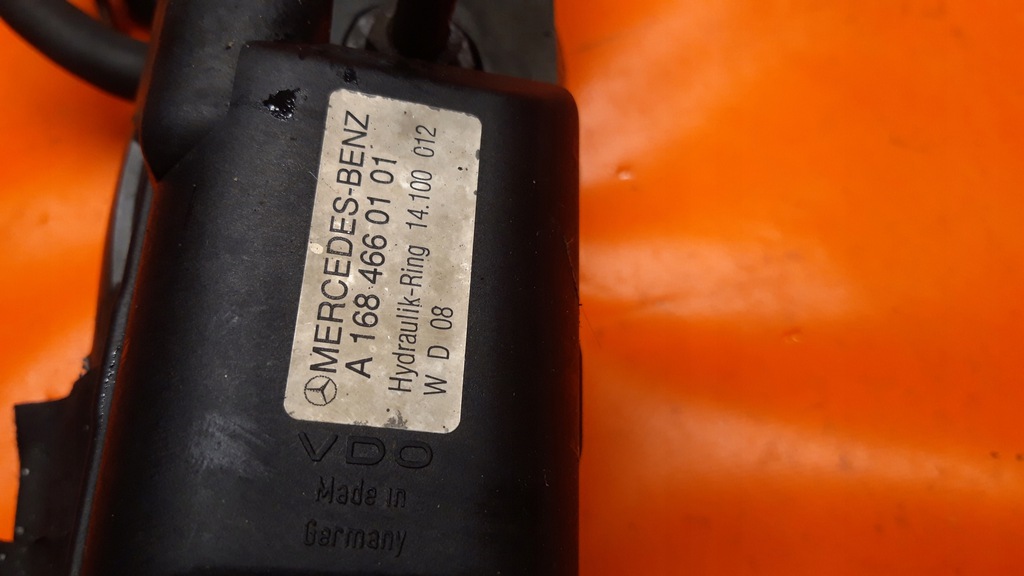 MERCEDES-BENZ
A 168 466 01 01
Hydraulik-Ring 14.100 012
W D 08
VDO
Made in
Germany